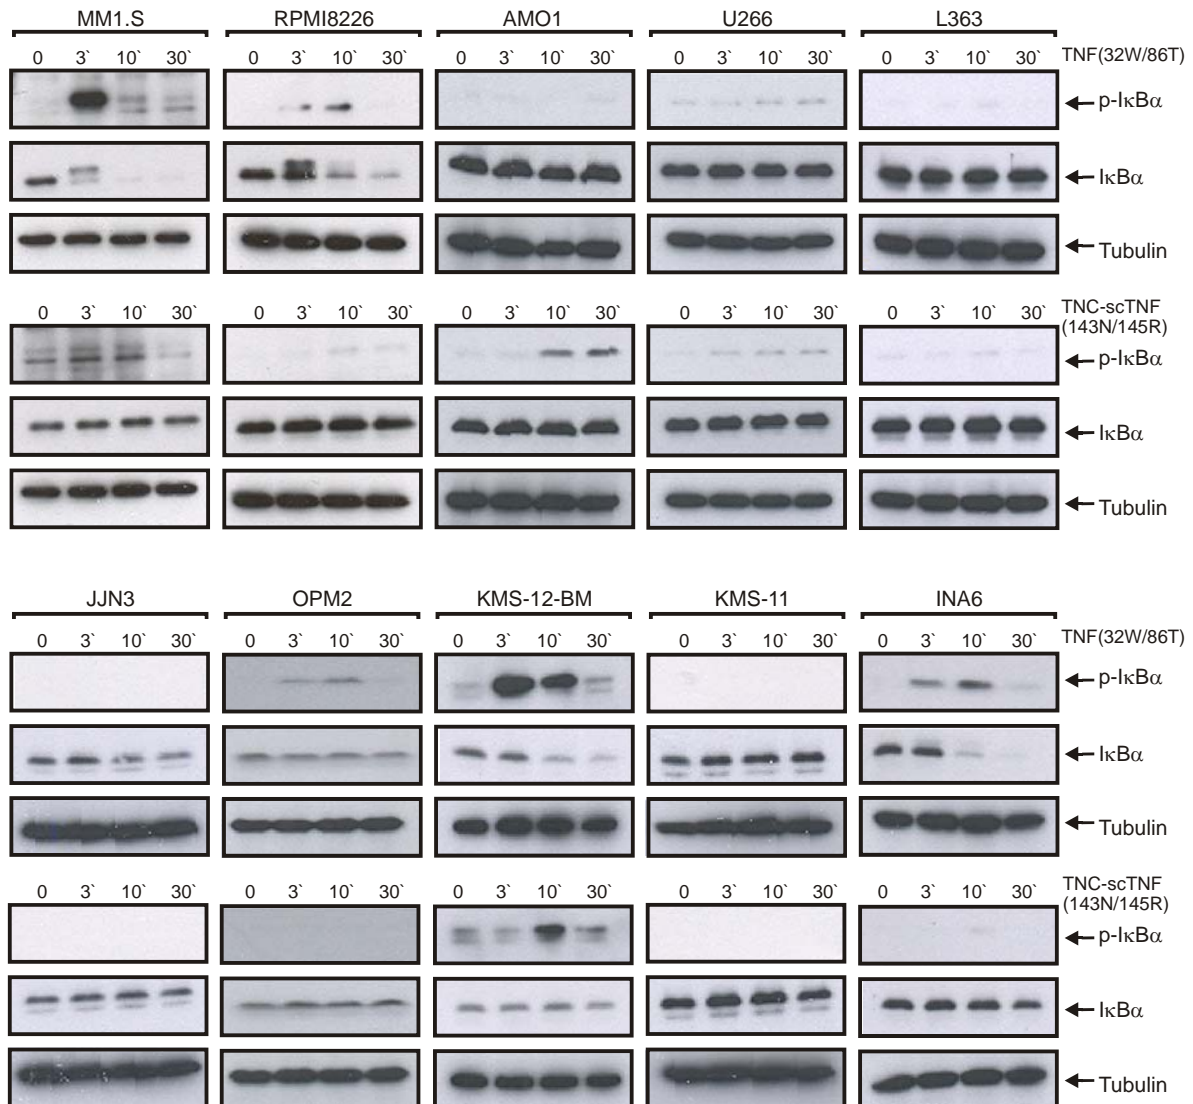 MM1.S RPMI8226 AMO1 U266 L363
0 3` 10` 30` 0 3` 10` 30` 0 3` 10` 30` 0 3` 10` 30` 0 3` 10` 30` TNF(32W/86T)
p-IκBα
IκBα
Tubulin
0 3` 10` 30` 0 3` 10` 30` 0 3` 10` 30` 0 3` 10` 30` 0 3` 10` 30` TNC-scTNF
(143N/145R)
p-IκBα
IκBα
Tubulin
JJN3 OPM2 KMS-12-BM KMS-11 INA6
0 3` 10` 30` 0 3` 10` 30` 0 3` 10` 30` 0 3` 10` 30` 0 3` 10` 30` TNF(32W/86T)
p-IκBα
IκBα
Tubulin
0 3` 10` 30` 0 3` 10` 30` 0 3` 10` 30` 0 3` 10` 30` 0 3` 10` 30` TNC-scTNF
(143N/145R)
p-IκBα
IκBα
Tubulin